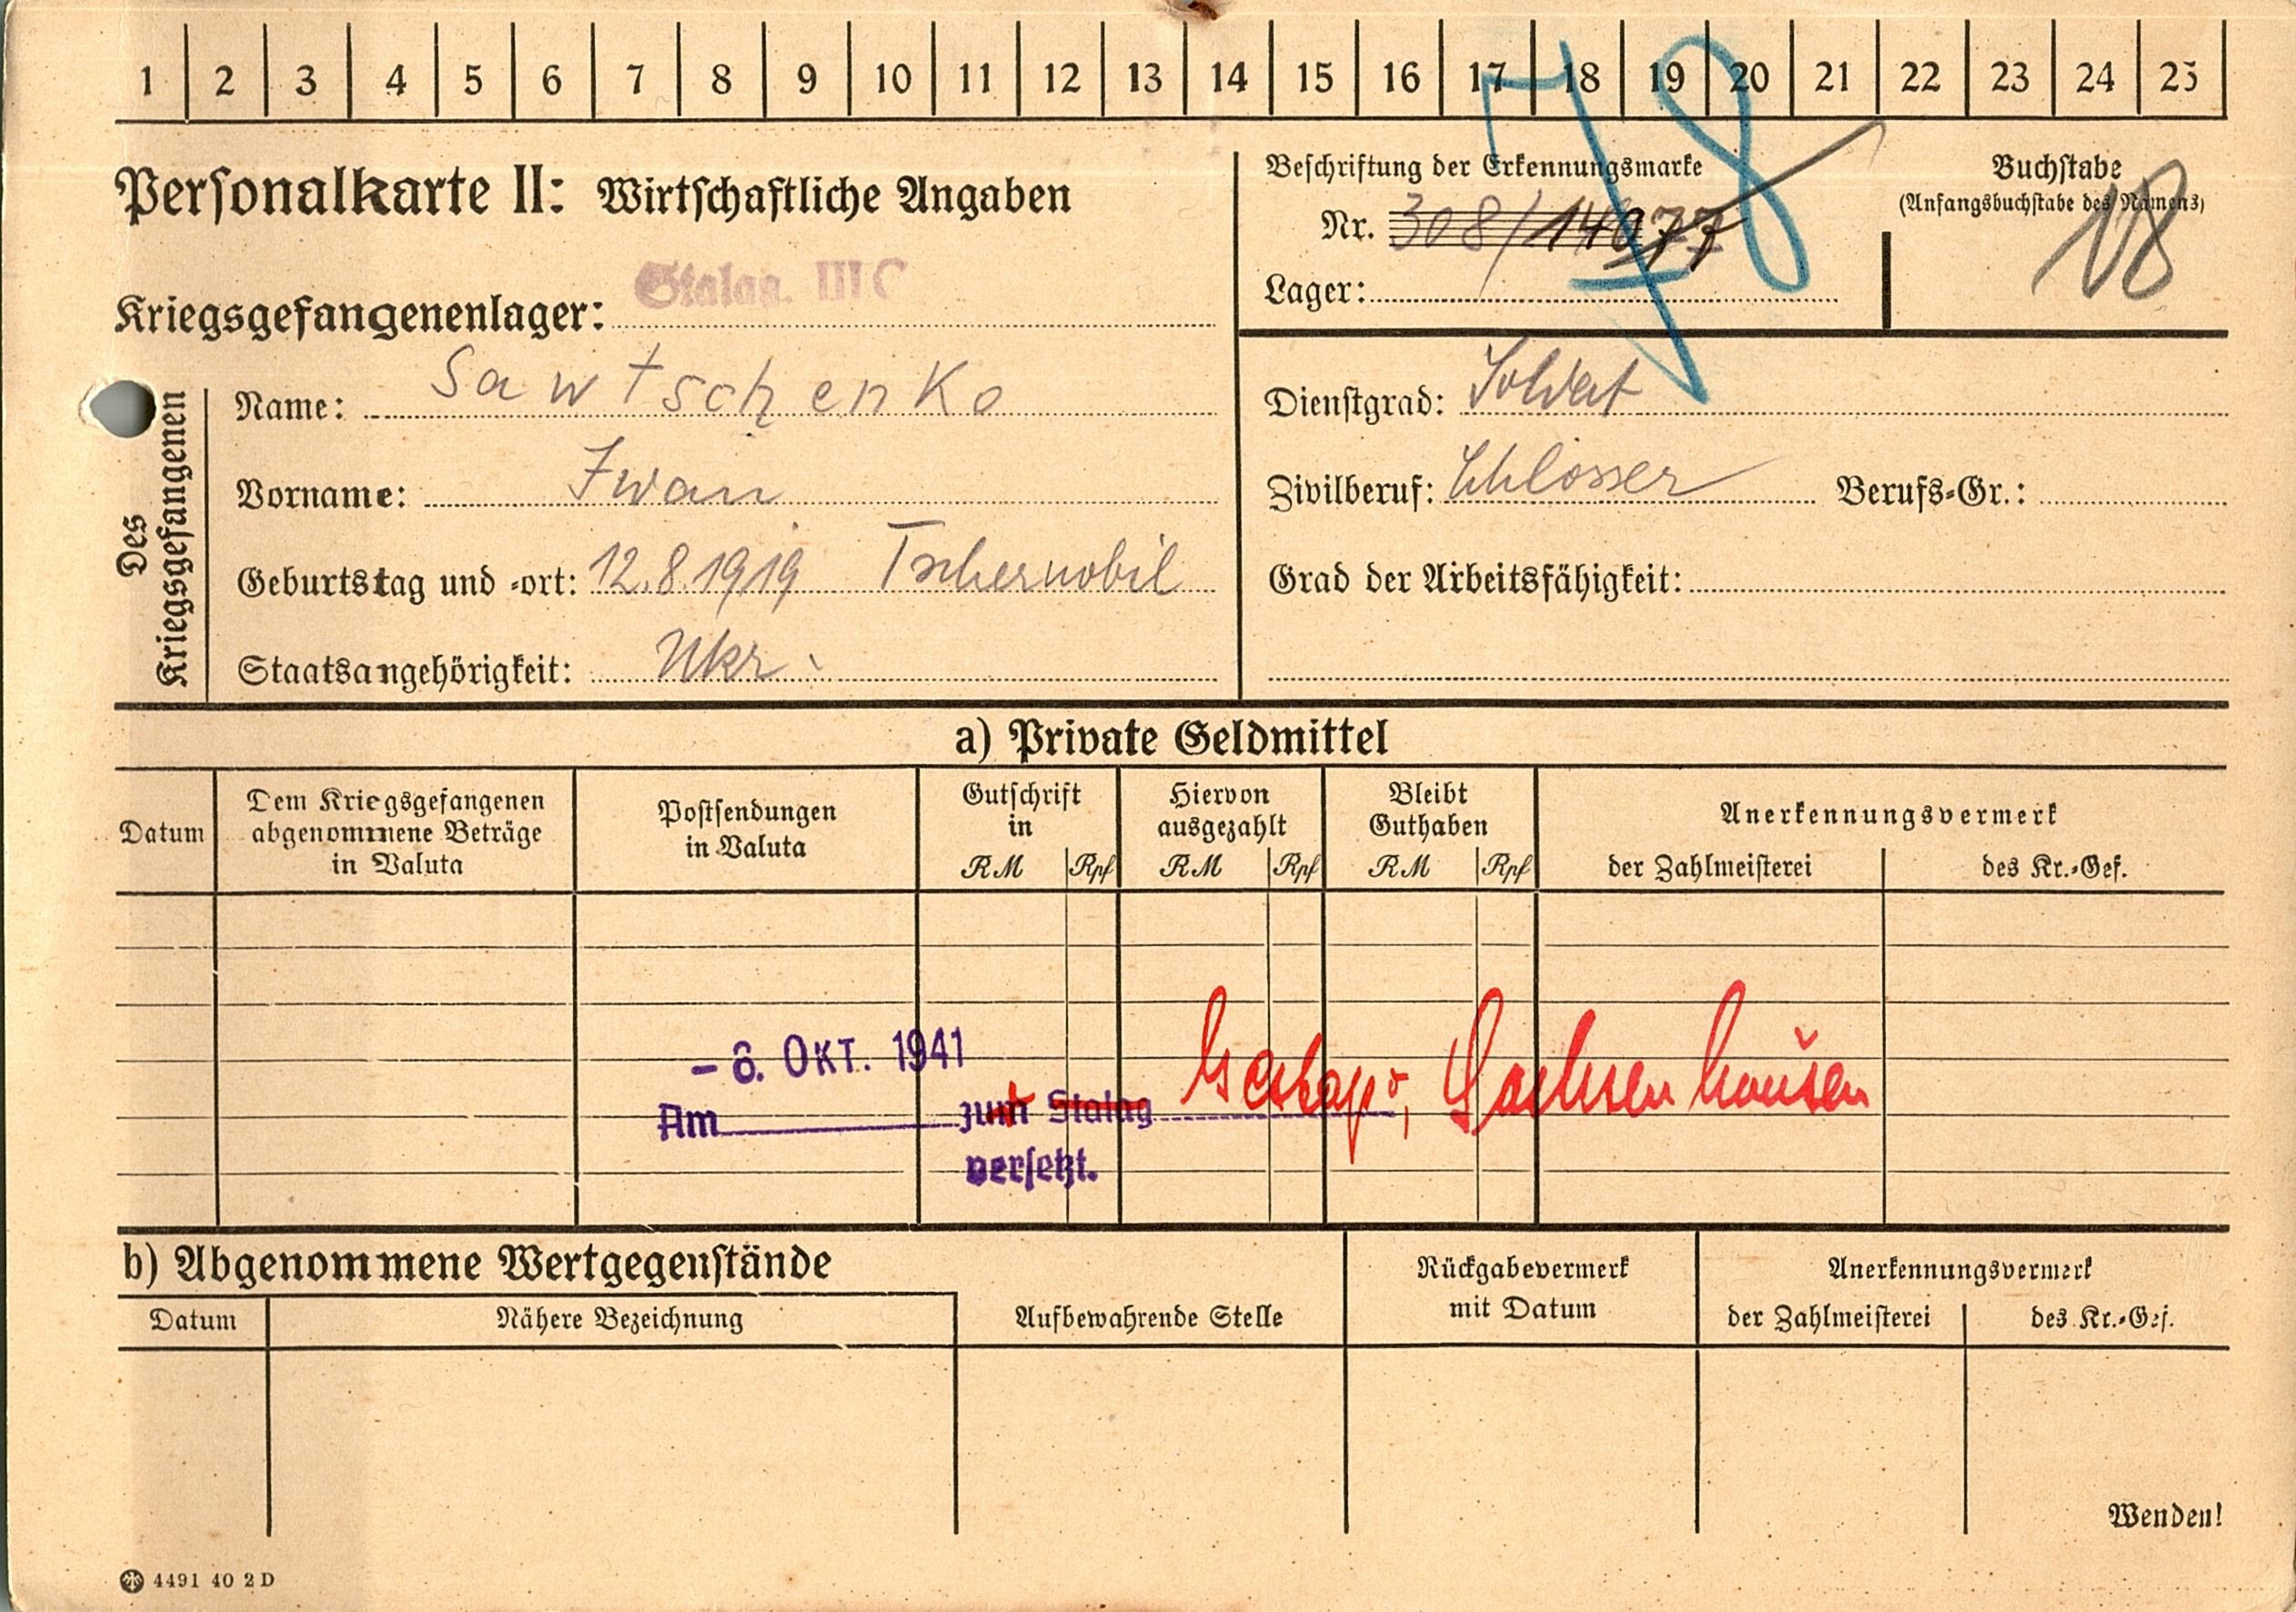 1 2 3 4 5 6 7 8 9 10 11 12 13 14 15 16 17 18 19 20 21 22 23 24 25
78
Personalkarte II: Wirtschaftliche Angaben
Kriegsgefangenenlager: Stalag. III C
Beschriftung der Erkennungsmarke
Nr. 308/14077
Lager:
Buchstabe
(Anfangsbuchstabe des Namens)
18
Des
Kriegsgefangenen
Name: Sawtschenko
Vorname: Iwan
Geburtstag und -ort: 12.8.1919 Tschernobil
Staatsangehörigkeit: Ukr.
Dienstgrad: Soldat
Zivilberuf: Schlosser Berufs-Gr.:
Grad der Arbeitsfähigkeit:
a) Private Geldmittel
Datum
Dem Kriegsgefangenen
abgenommene Beträge
in Valuta
Postsendungen
in Valuta
Gutschrift
in
RM Rpf
Hiervon
ausgezahlt
RM Rpf
Bleibt
Guthaben
RM Rpf
Anerkennungsvermerk
der Zahlmeisterei des Kr.-Gef.
- 6. OKT. 1941
Am zum Stalag Gestapo, Sachsenhausen
versetzt.
b) Abgenommene Wertgegenstände
Datum
Nähere Bezeichnung
Aufbewahrende Stelle
Rückgabevermerk
mit Datum
Anerkennungsvermerk
der Zahlmeisterei des Kr.-Gef.
Wenden!
4491 40 2 D